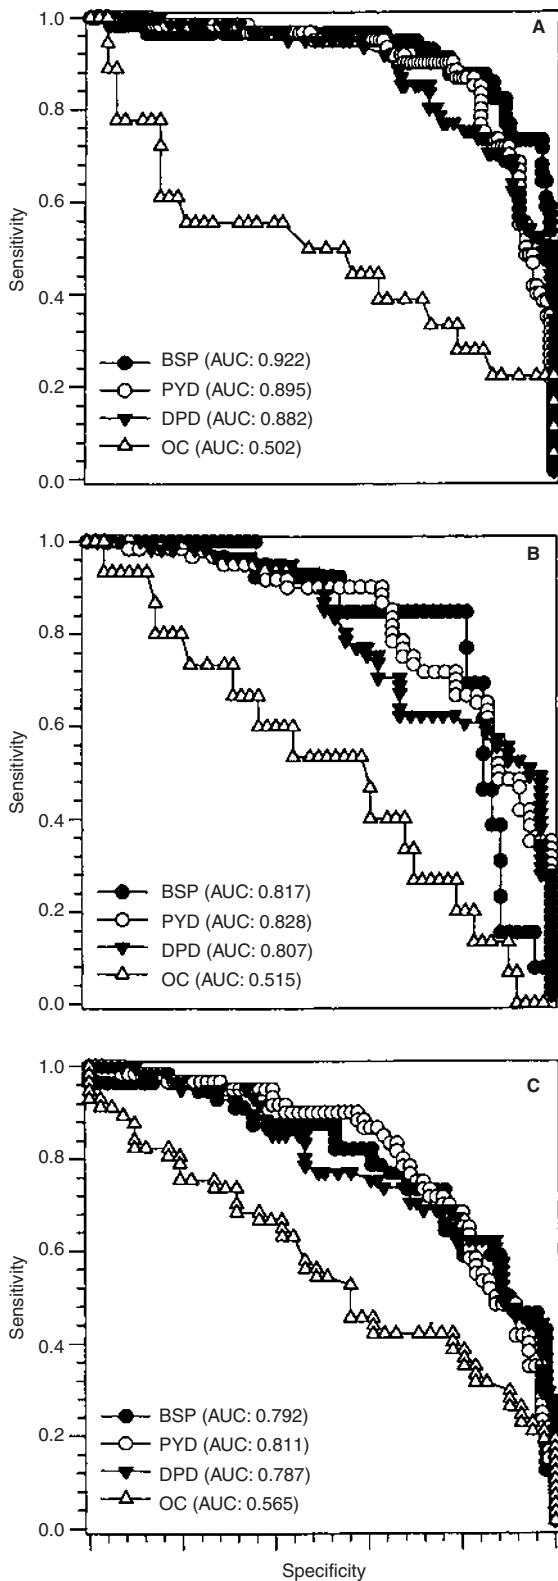 A
1.0
0.8
0.6
0.4
0.2
0.0
Sensitivity
BSP (AUC: 0.922)
PYD (AUC: 0.895)
DPD (AUC: 0.882)
OC (AUC: 0.502)
B
1.0
0.8
0.6
0.4
0.2
0.0
Sensitivity
BSP (AUC: 0.817)
PYD (AUC: 0.828)
DPD (AUC: 0.807)
OC (AUC: 0.515)
C
1.0
0.8
0.6
0.4
0.2
0.0
Sensitivity
BSP (AUC: 0.792)
PYD (AUC: 0.811)
DPD (AUC: 0.787)
OC (AUC: 0.565)
Specificity